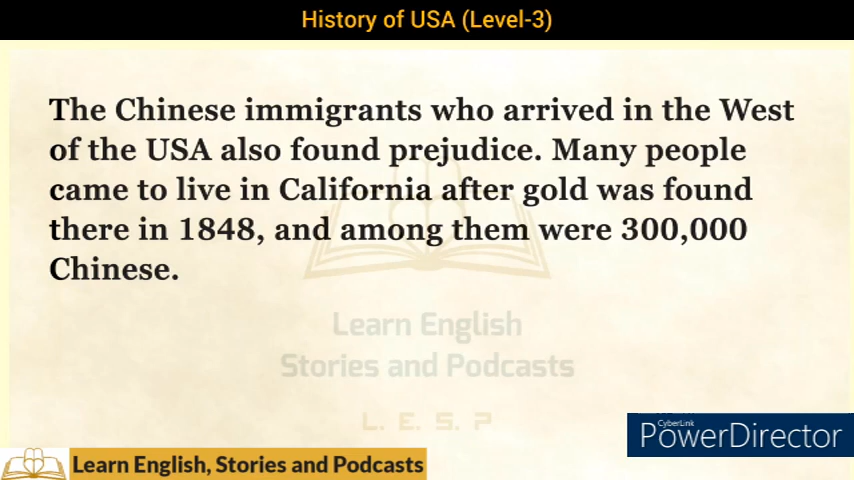 History of USA (Level-3)
The Chinese immigrants who arrived in the West
of the USA also found prejudice. Many people
came to live in California after gold was found
there in 1848, and among them were 300,000
Chinese.
Learn English
Stories and Podcasts
L. E. S. P
CyberLink
PowerDirector
Learn English, Stories and Podcasts